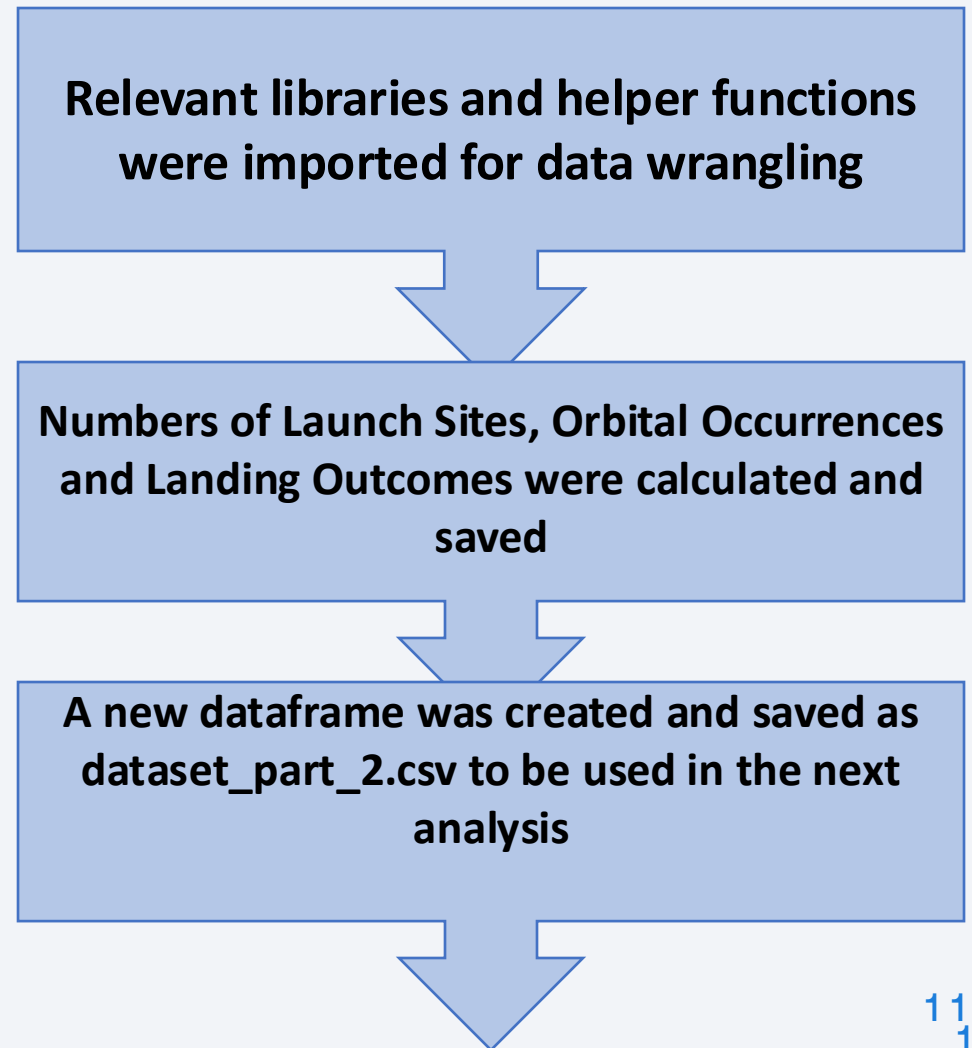 Relevant libraries and helper functions
were imported for data wrangling
Numbers of Launch Sites, Orbital Occurrences
and Landing Outcomes were calculated and
saved
A new dataframe was created and saved as
dataset_part_2.csv to be used in the next
analysis
11
1